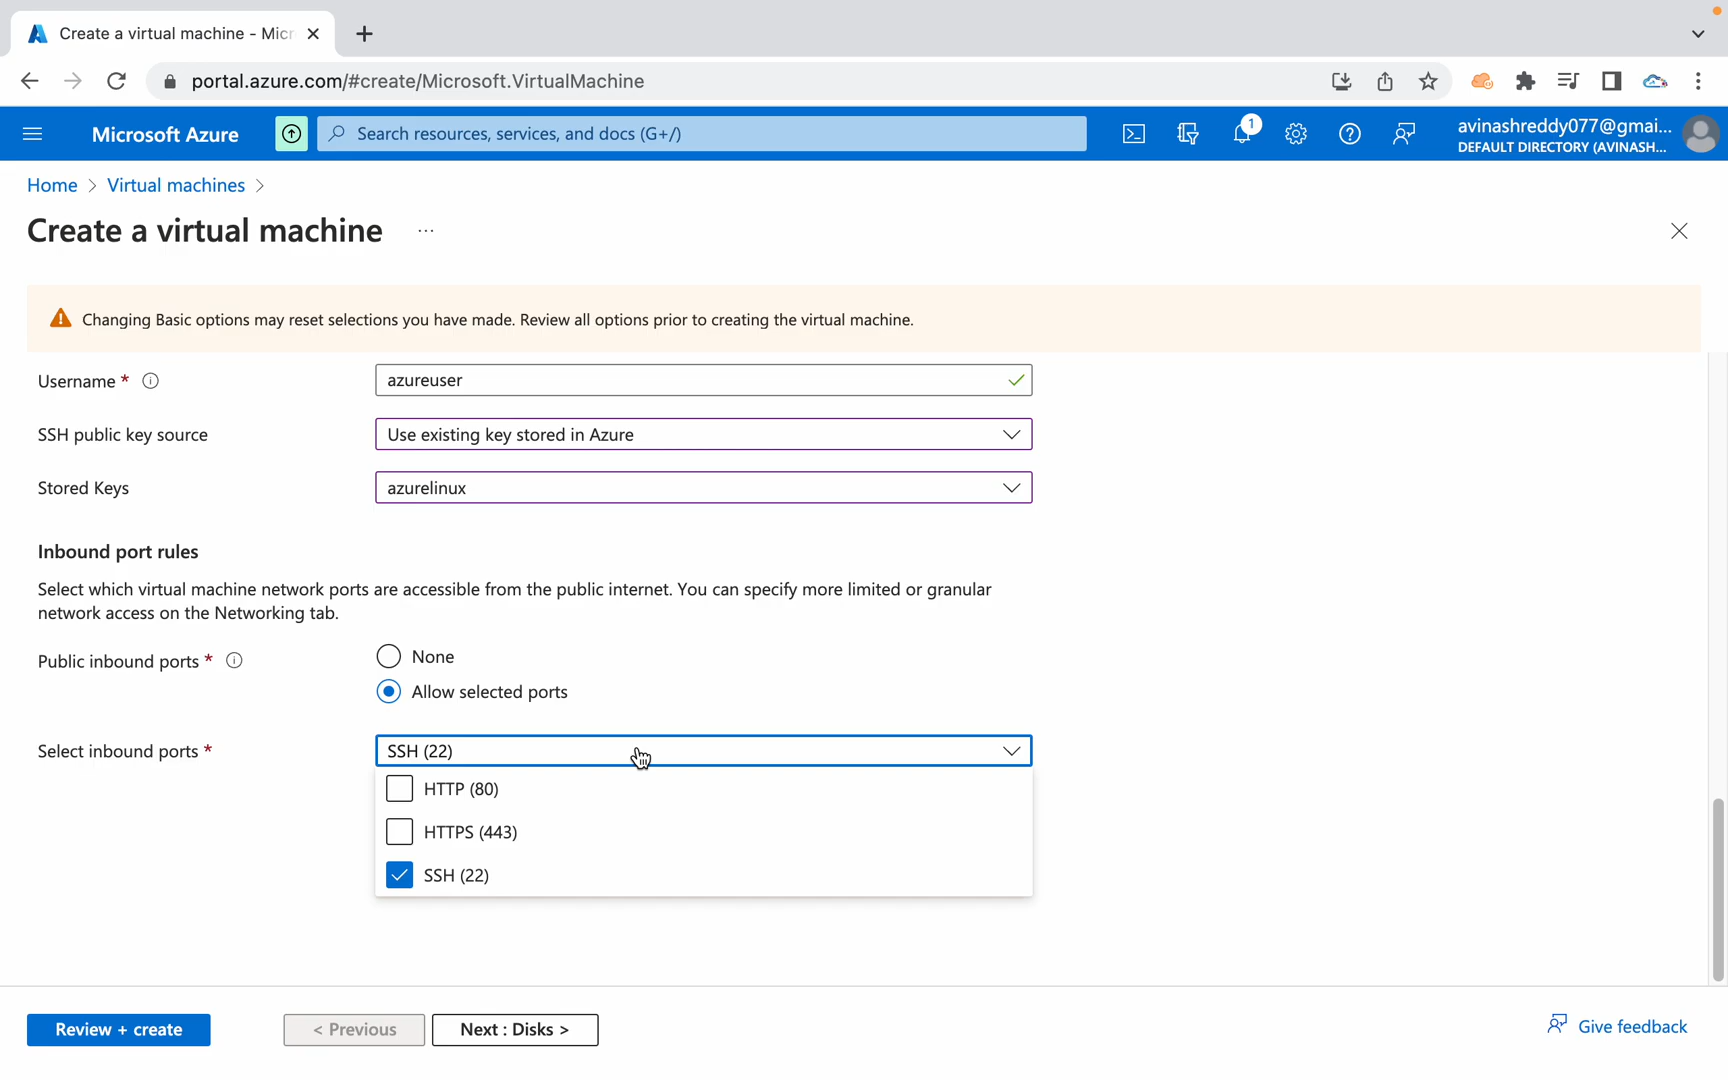 Create a virtual machine - Micr
portal.azure.com/#create/Microsoft.VirtualMachine
Microsoft Azure
Search resources, services, and docs (G+/)
1
avinashreddy077@gmai...
DEFAULT DIRECTORY (AVINASH...
Home > Virtual machines >
Create a virtual machine ...
Changing Basic options may reset selections you have made. Review all options prior to creating the virtual machine.
Username *
azureuser
SSH public key source
Use existing key stored in Azure
Stored Keys
azurelinux
Inbound port rules
Select which virtual machine network ports are accessible from the public internet. You can specify more limited or granular
network access on the Networking tab.
Public inbound ports *
None
Allow selected ports
Select inbound ports *
SSH (22)
HTTP (80)
HTTPS (443)
SSH (22)
Review + create
< Previous
Next : Disks >
Give feedback